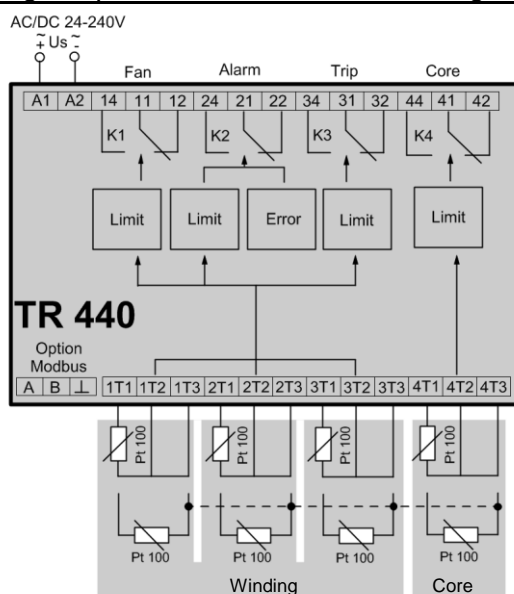 AC/DC 24-240V
~ Us ~
+ -
Fan Alarm Trip Core
A1 A2 14 11 12 24 21 22 34 31 32 44 41 42
K1 K2 K3 K4
Limit Limit Error Limit Limit
TR 440
Option
Modbus
A B ⊥ 1T1 1T2 1T3 2T1 2T2 2T3 3T1 3T2 3T3 4T1 4T2 4T3
Pt 100 Pt 100 Pt 100 Pt 100
Pt 100 Pt 100 Pt 100 Pt 100
Winding Core